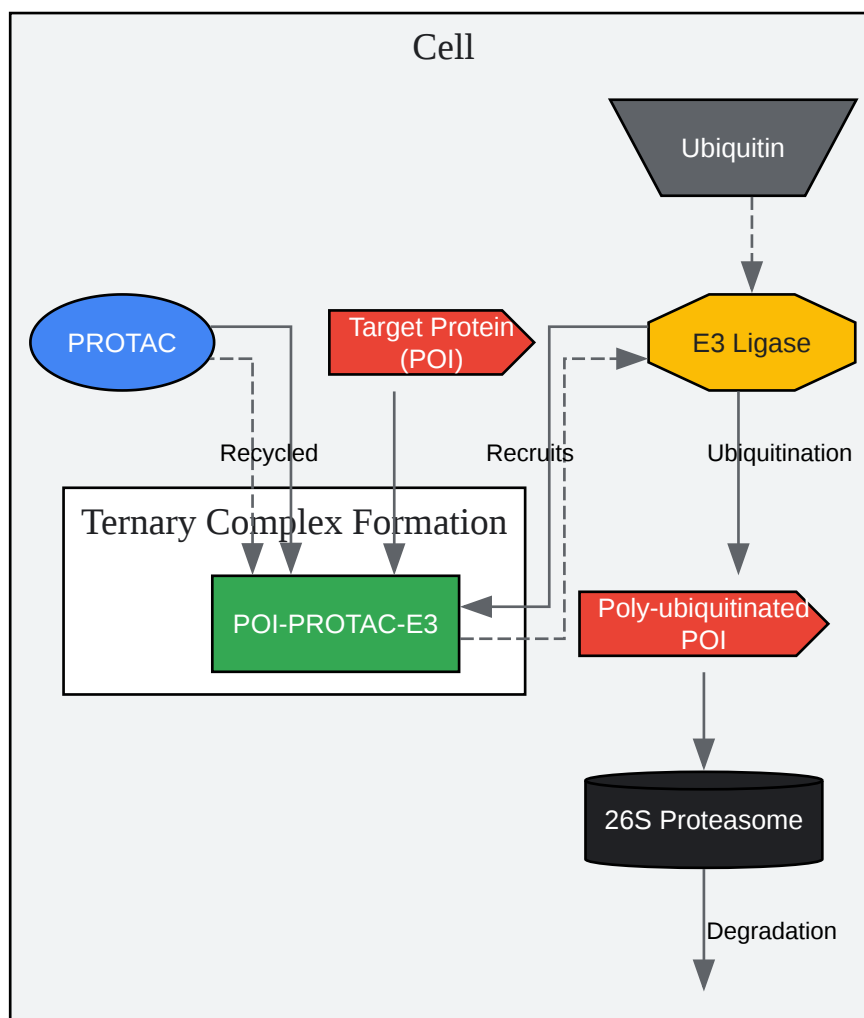 Cell
Ubiquitin
PROTAC
Target Protein
(POI)
E3 Ligase
Recycled
Recruits
Ubiquitination
Ternary Complex Formation
POI-PROTAC-E3
Poly-ubiquitinated
POI
26S Proteasome
Degradation